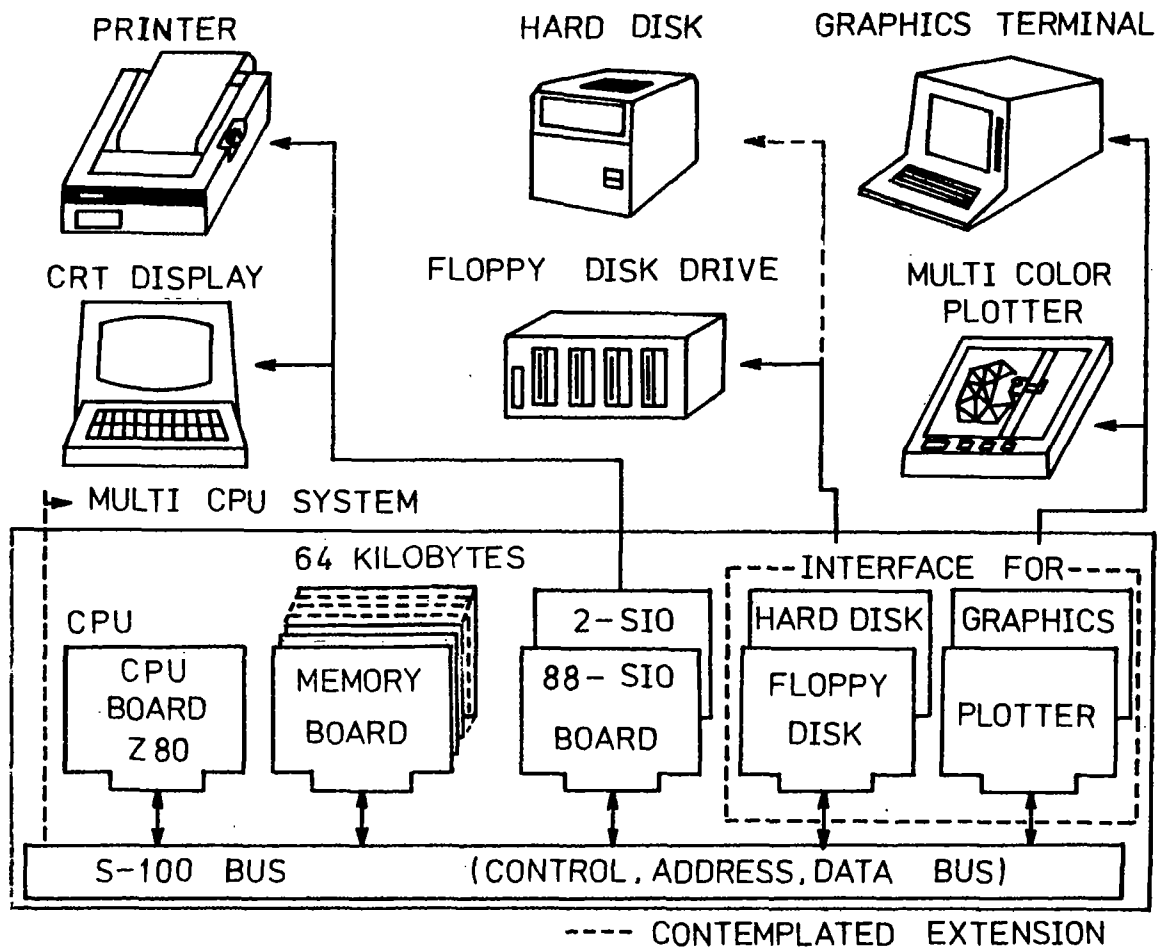 PRINTER
HARD DISK
GRAPHICS TERMINAL
CRT DISPLAY
FLOPPY DISK DRIVE
MULTI COLOR
PLOTTER
MULTI CPU SYSTEM
64 KILOBYTES
INTERFACE FOR
CPU
2-SIO
HARD DISK
GRAPHICS
CPU
BOARD
Z80
MEMORY
BOARD
88-SIO
BOARD
FLOPPY
DISK
PLOTTER
S-100 BUS (CONTROL, ADDRESS, DATA BUS)
---- CONTEMPLATED EXTENSION